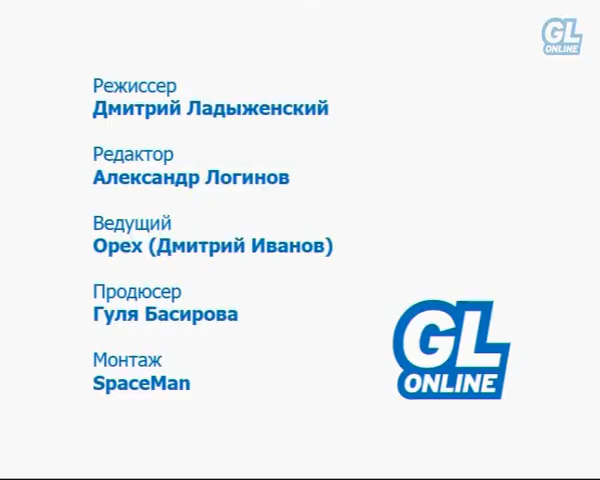 GL
ONLINE
Режиссер
Дмитрий Ладыженский
Редактор
Александр Логинов
Ведущий
Орех (Дмитрий Иванов)
Продюсер
Гуля Басирова
Монтаж
SpaceMan
GL
ONLINE